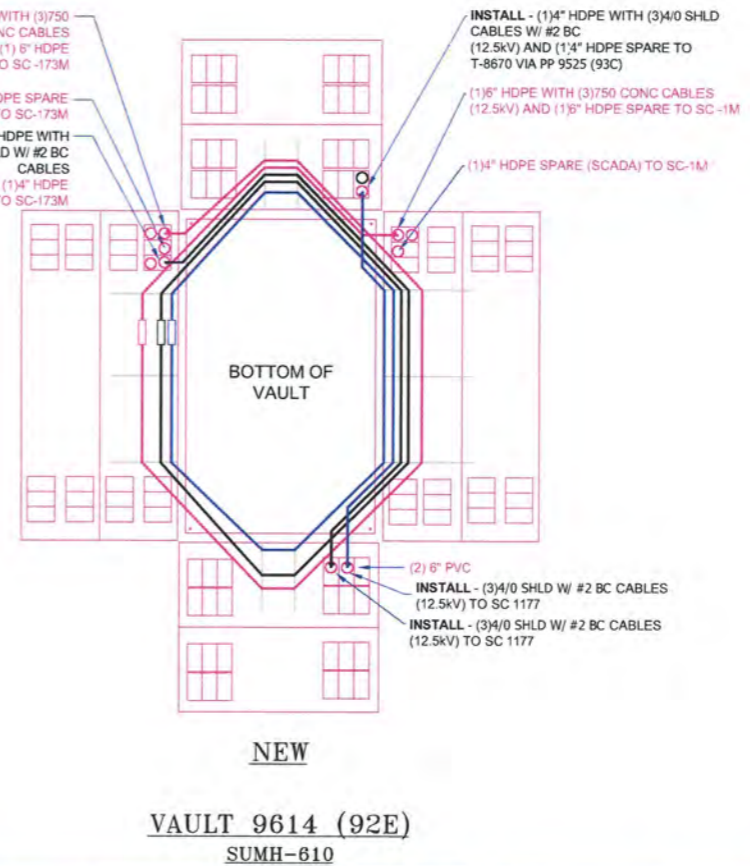 WITH (3)750
NC CABLES
(1) 6" HDPE
TO SC -173M
DPE SPARE
TO SC-173M
HDPE WITH
D W/ #2 BC
CABLES
(1)4" HDPE
TO SC-173M
INSTALL - (1)4" HDPE WITH (3)4/0 SHLD
CABLES W/ #2 BC
(12.5kV) AND (1)4" HDPE SPARE TO
T-8670 VIA PP 9525 (93C)
(1)6" HDPE WITH (3)750 CONC CABLES
(12.5kV) AND (1)6" HDPE SPARE TO SC -1M
(1)4" HDPE SPARE (SCADA) TO SC-1M
BOTTOM OF
VAULT
(2) 6" PVC
INSTALL - (3)4/0 SHLD W/ #2 BC CABLES
(12.5kV) TO SC 1177
INSTALL - (3)4/0 SHLD W/ #2 BC CABLES
(12.5kV) TO SC 1177
NEW
VAULT 9614 (92E)
SUMH-610